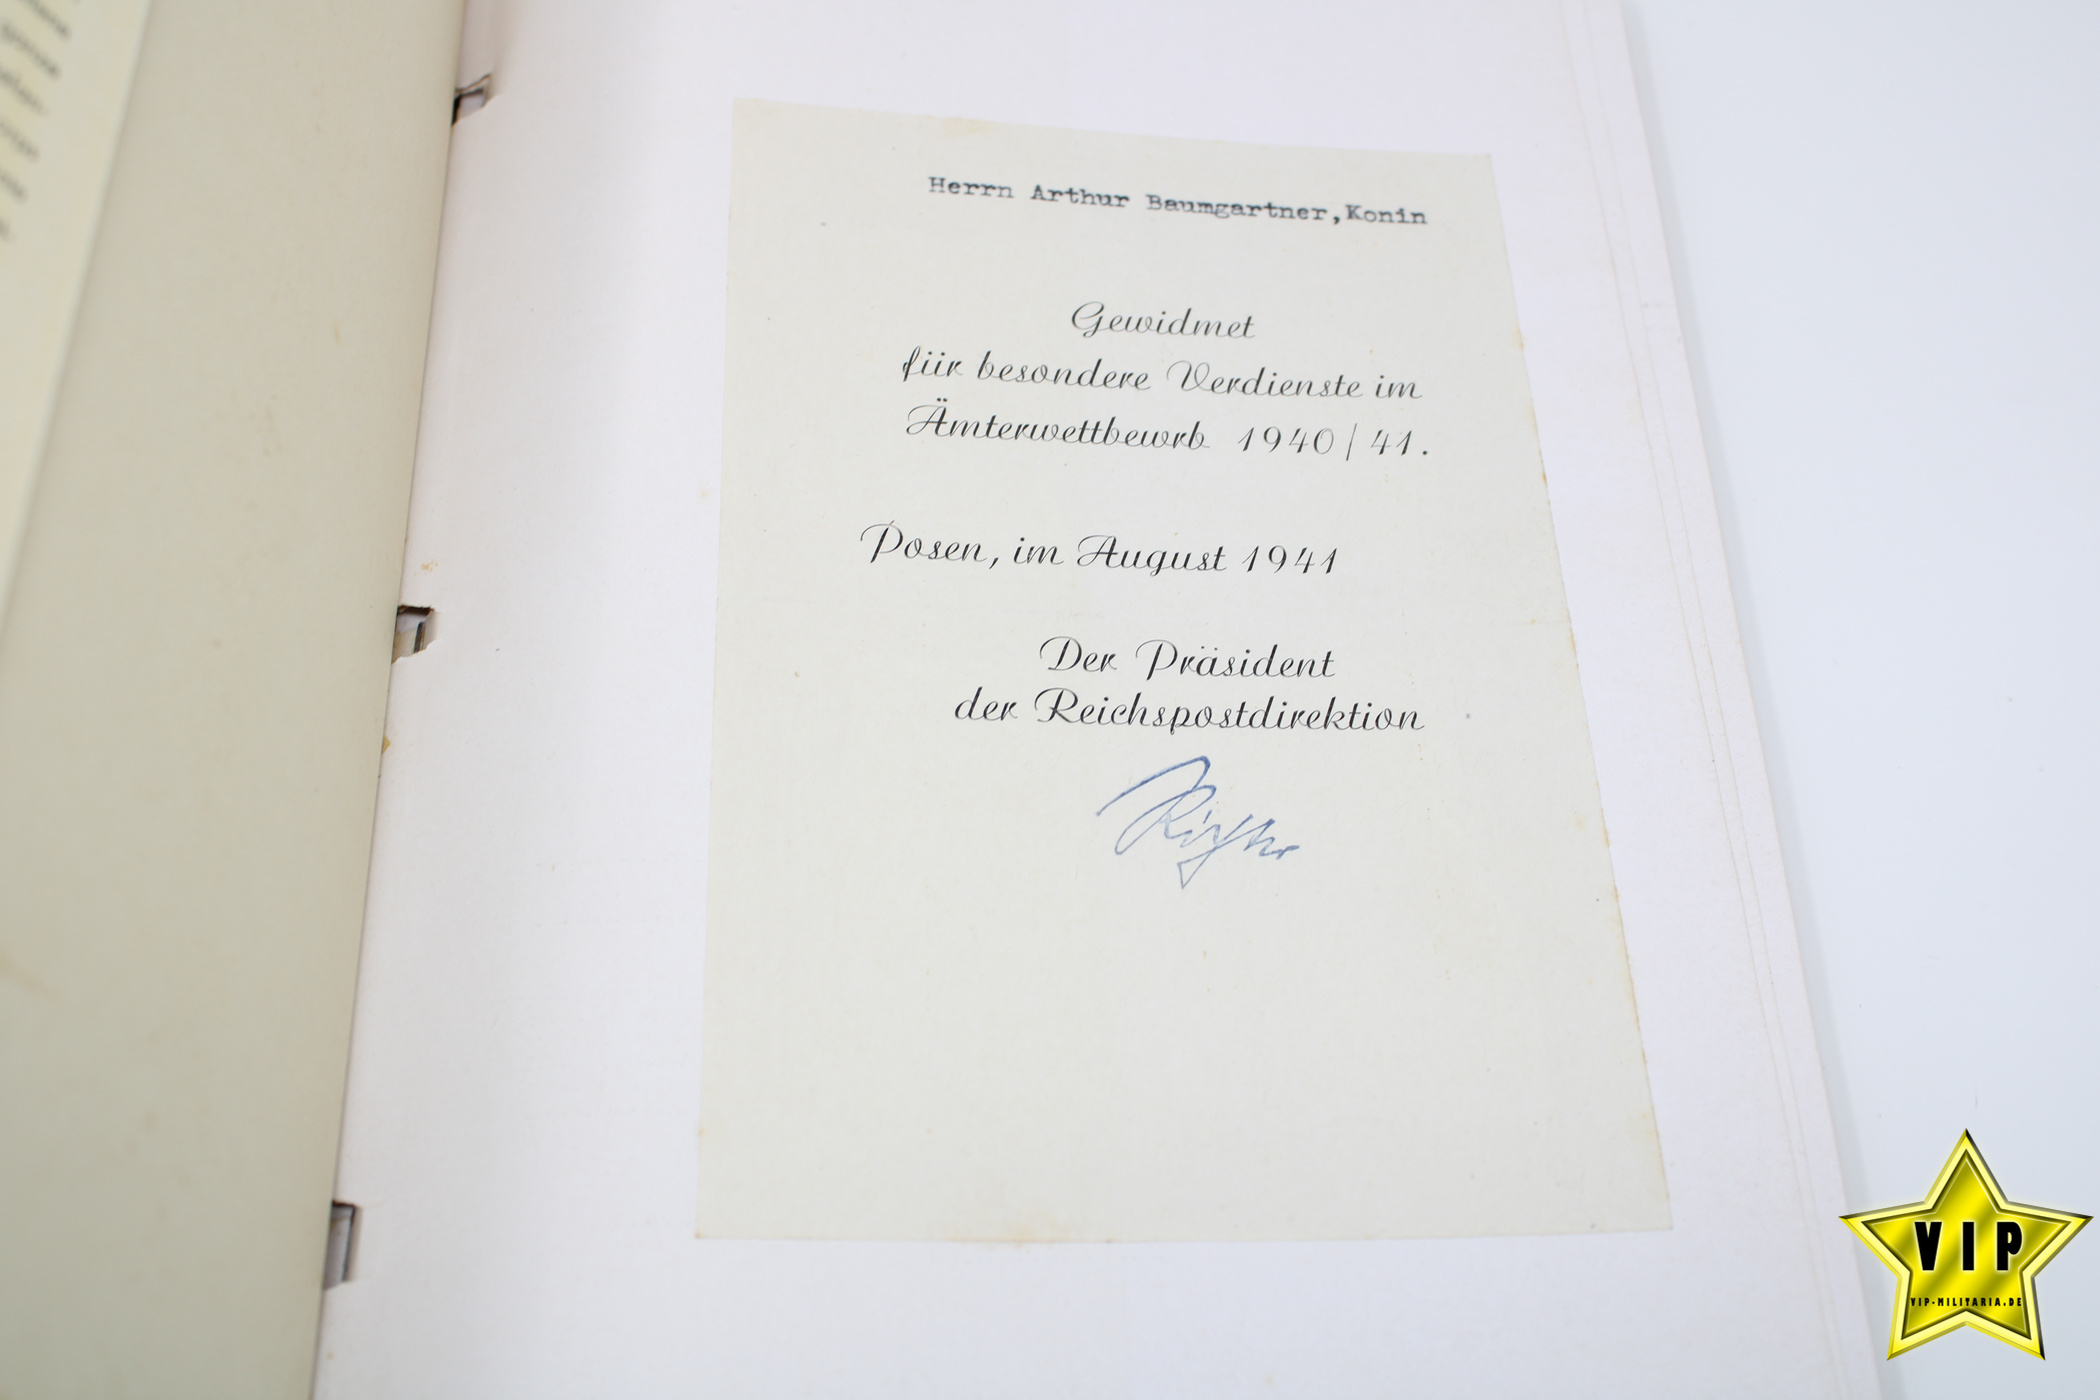 Herrn Arthur Baumgartner, Konin
Gewidmet
für besondere Verdienste im
Ämterwettbewrb 1940/41.
Posen, im August 1941
Der Präsident
der Reichspostdirektion
Richter
VIP
VIP-MILITARIA.DE